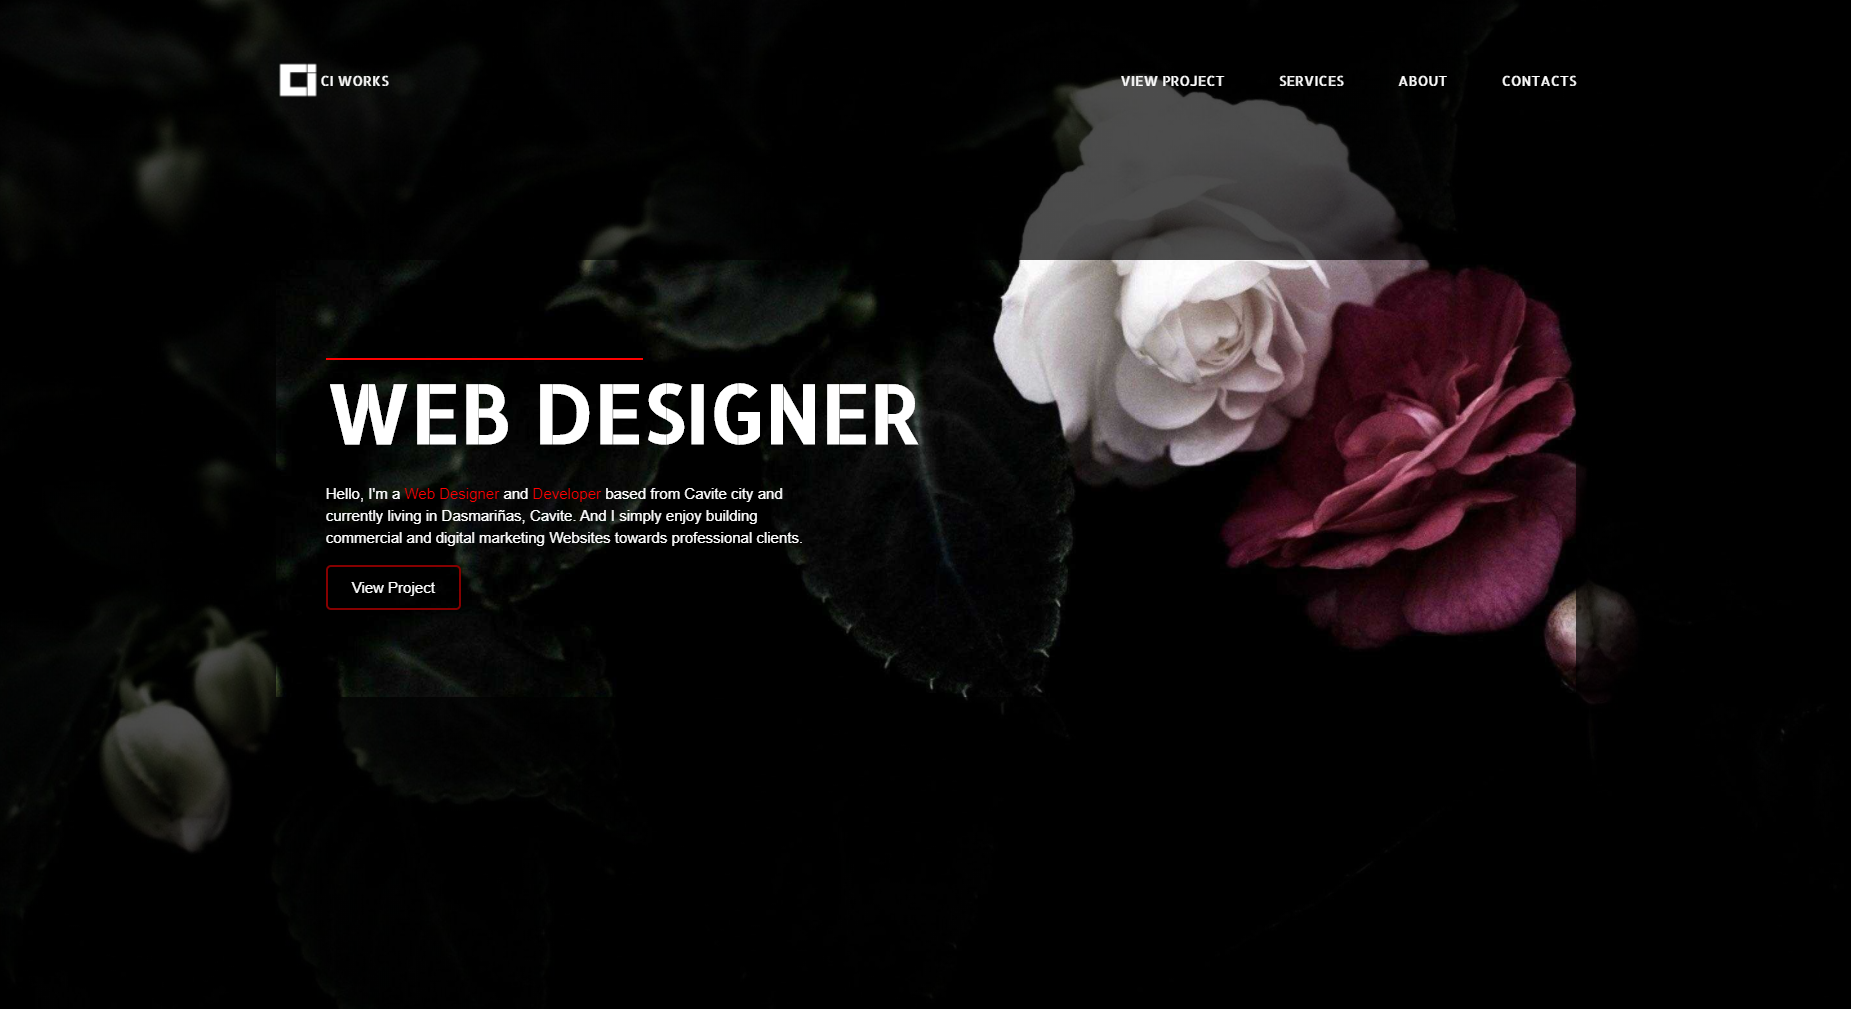 CI WORKS
VIEW PROJECT
SERVICES
ABOUT
CONTACTS
WEB DESIGNER
Hello, I'm a Web Designer and Developer based from Cavite city and
currently living in Dasmariñas, Cavite. And I simply enjoy building
commercial and digital marketing Websites towards professional clients.
View Project